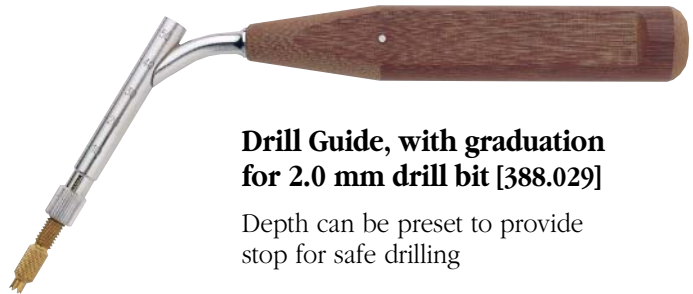 Drill Guide, with graduation
for 2.0 mm drill bit [388.029]
Depth can be preset to provide
stop for safe drilling